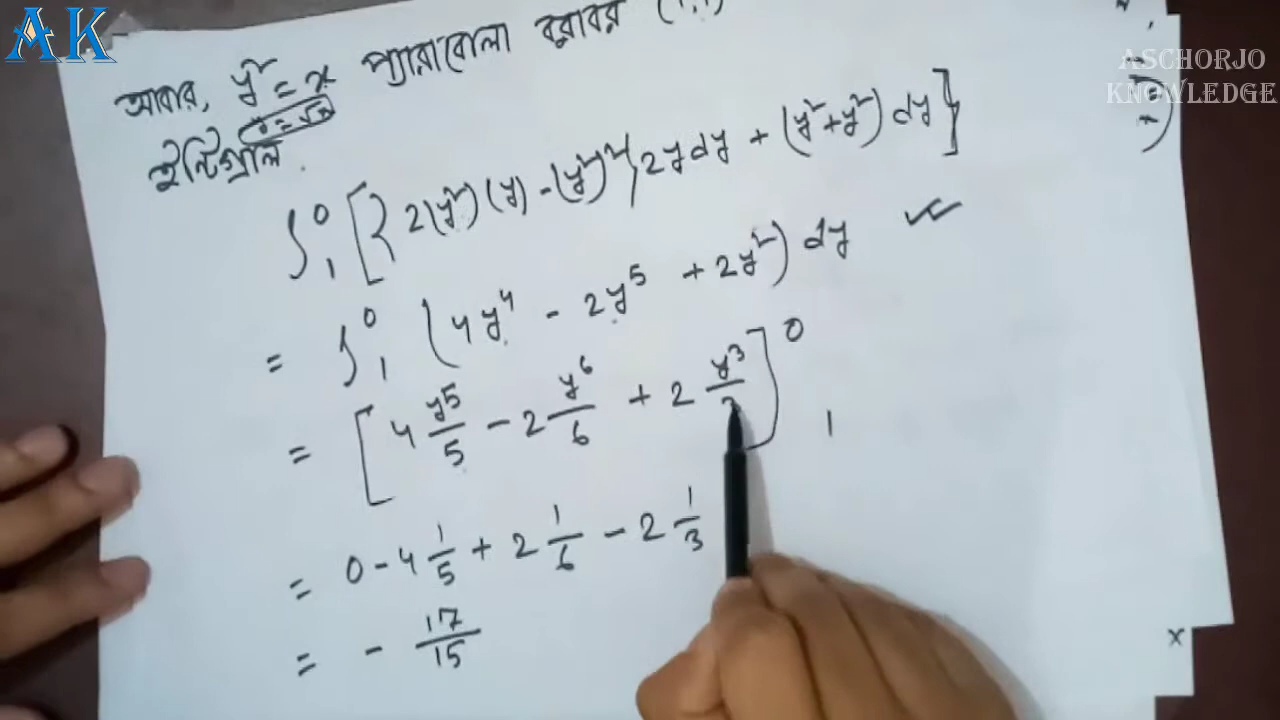 AK
ASCHORJO
KNOWLEDGE
আবার, y² = x প্যারাবোলা বরাবর (1,1)
ইন্টিগ্রাল
∫₁⁰ [{2(y²)(y) - (y²)²} 2y dy + (y² + y²) dy]
= ∫₁⁰ (4y⁴ - 2y⁵ + 2y²) dy
= [4 y⁵/5 - 2 y⁶/6 + 2 y³/3]₁⁰
= 0 - 4 1/5 + 2 1/6 - 2 1/3
= - 17/15
x